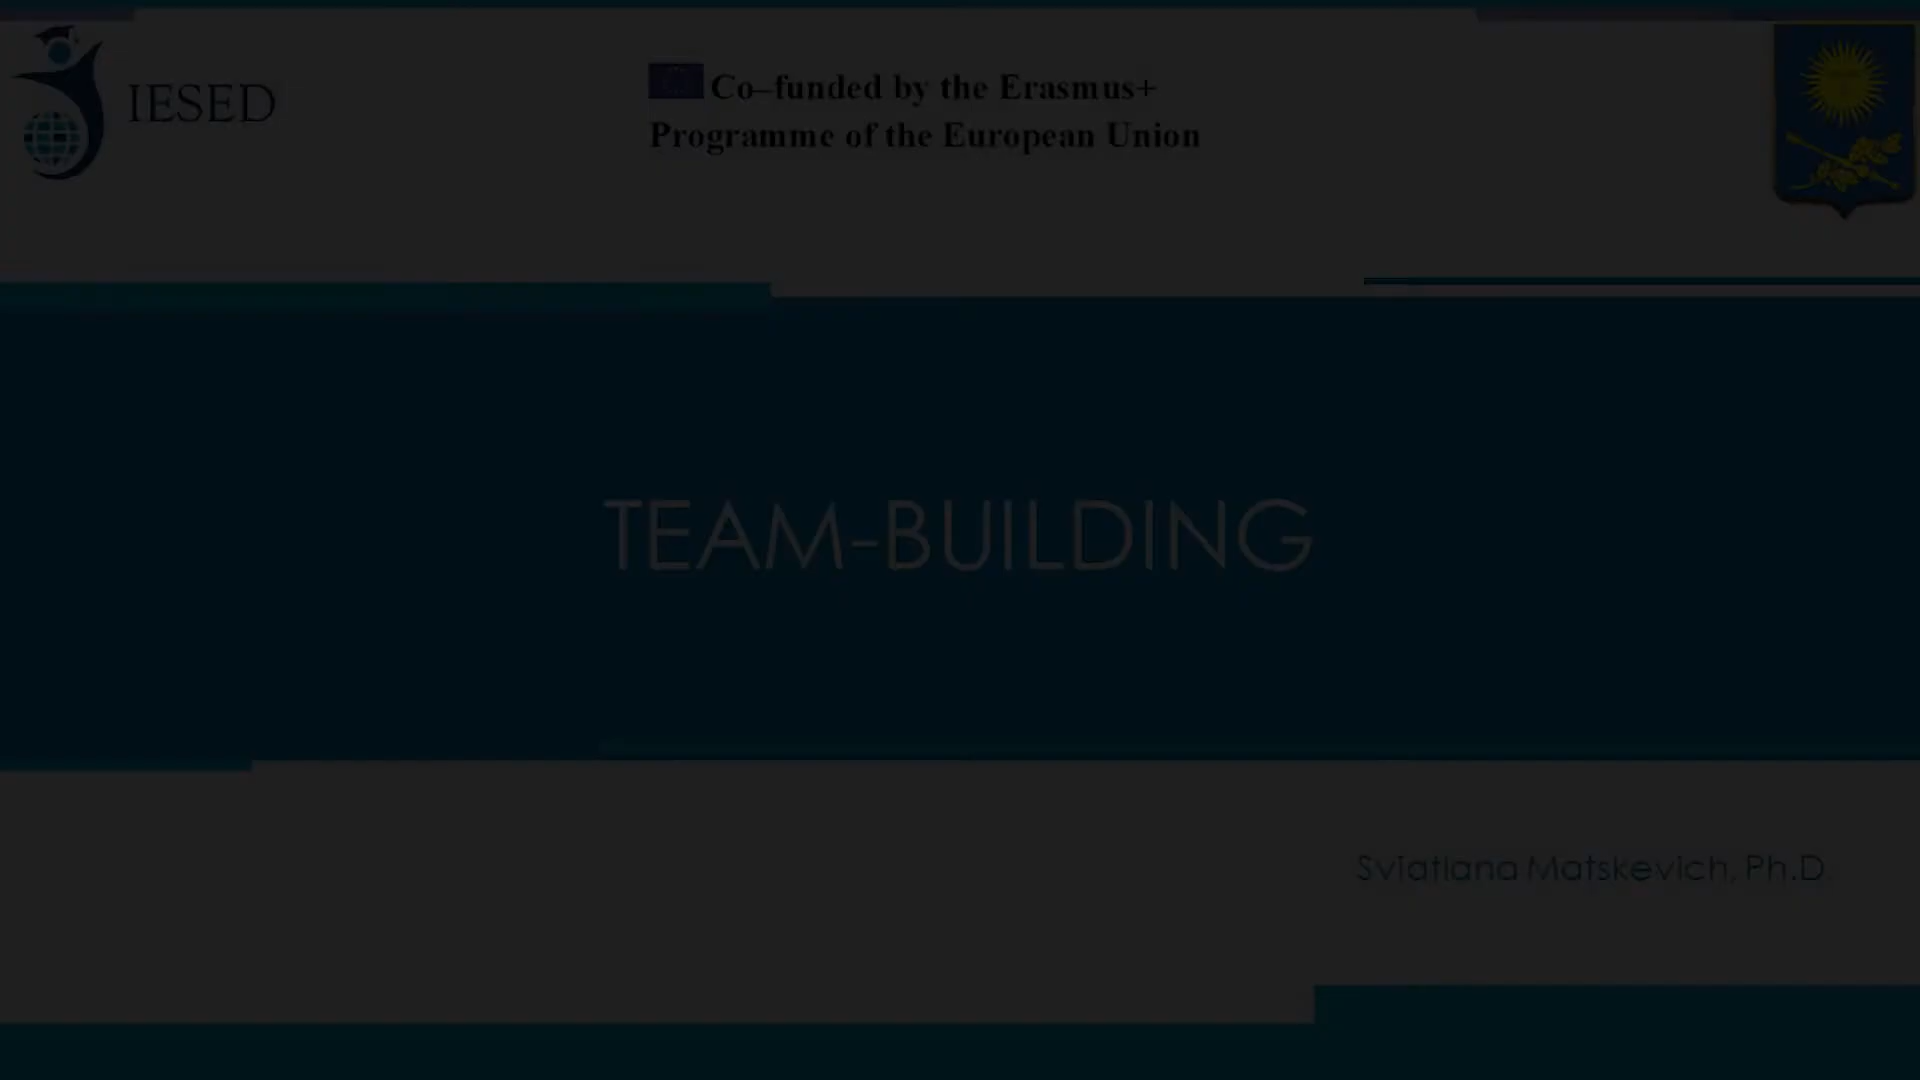 IESED
Co–funded by the Erasmus+
Programme of the European Union
TEAM-BUILDING
Sviatlana Matskevich, Ph.D